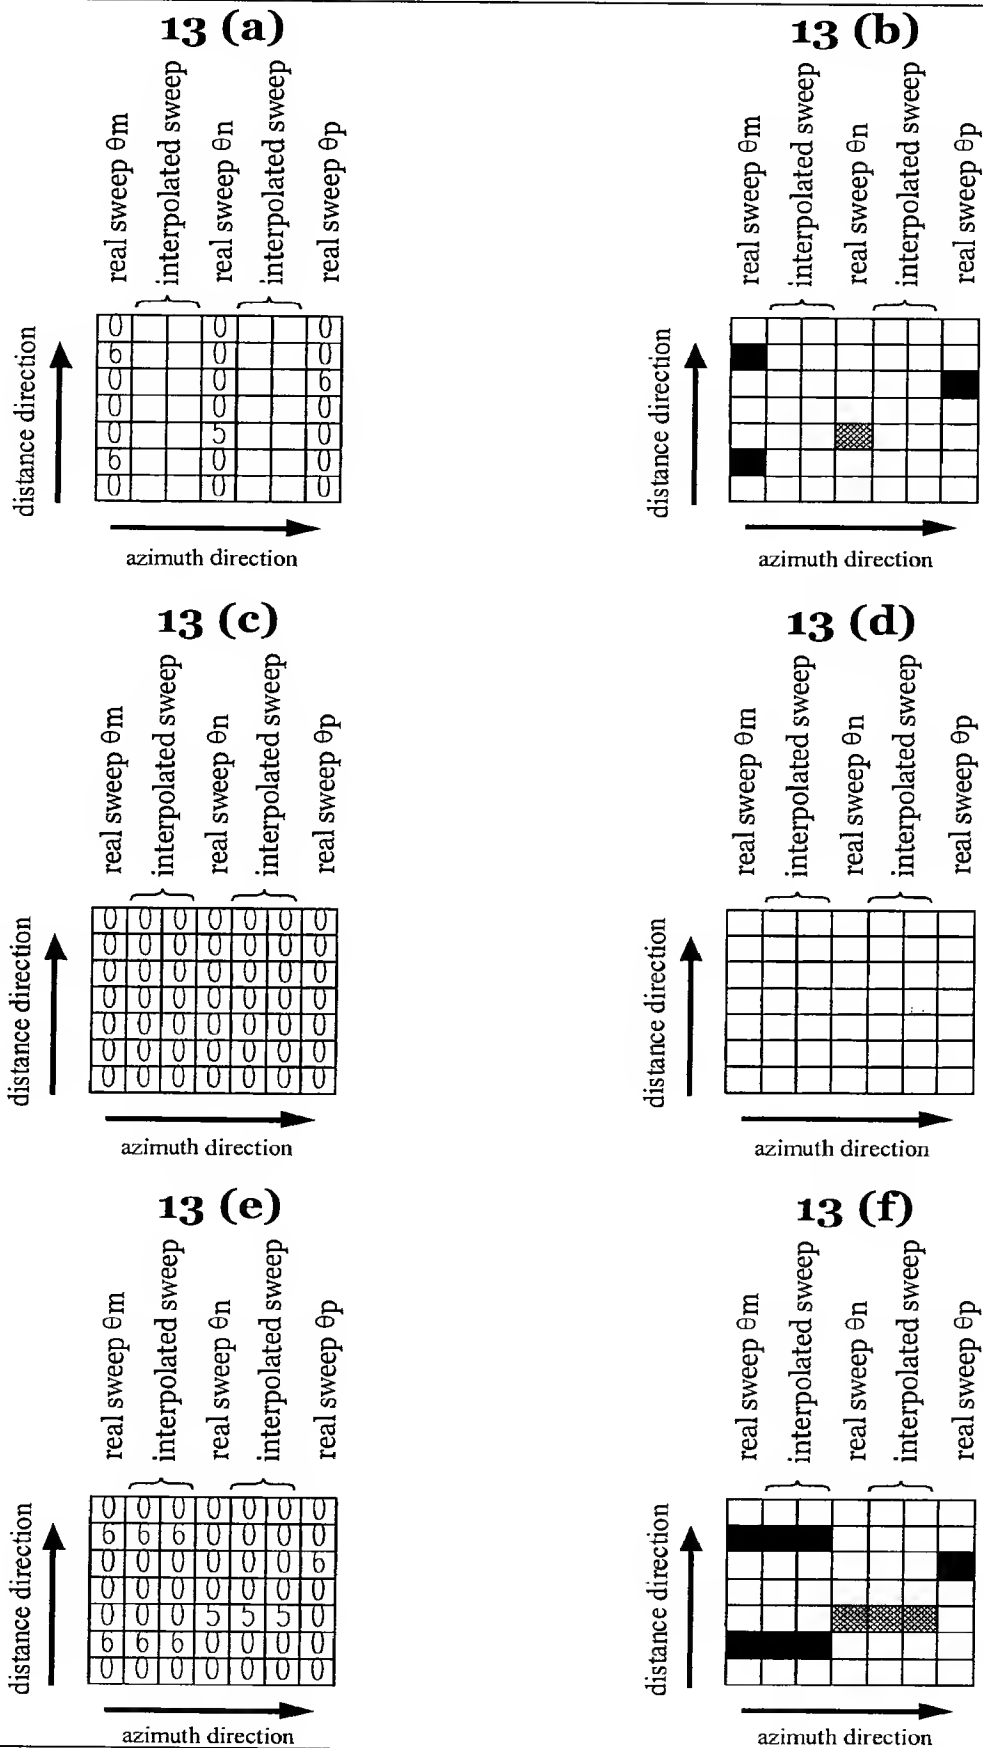 13 (a)
real sweep θm
interpolated sweep
real sweep θn
interpolated sweep
real sweep θp
distance direction
0 0 0
6 0 0
0 0 6
0 0 0
0 5 0
6 0 0
0 0 0
azimuth direction
13 (b)
real sweep θm
interpolated sweep
real sweep θn
interpolated sweep
real sweep θp
distance direction
azimuth direction
13 (c)
real sweep θm
interpolated sweep
real sweep θn
interpolated sweep
real sweep θp
distance direction
0 0 0 0 0 0 0
0 0 0 0 0 0 0
0 0 0 0 0 0 0
0 0 0 0 0 0 0
0 0 0 0 0 0 0
0 0 0 0 0 0 0
0 0 0 0 0 0 0
azimuth direction
13 (d)
real sweep θm
interpolated sweep
real sweep θn
interpolated sweep
real sweep θp
distance direction
azimuth direction
13 (e)
real sweep θm
interpolated sweep
real sweep θn
interpolated sweep
real sweep θp
distance direction
0 0 0 0 0 0 0
6 6 6 0 0 0 0
0 0 0 0 0 0 6
0 0 0 0 0 0 0
0 0 0 5 5 5 0
6 6 6 0 0 0 0
0 0 0 0 0 0 0
azimuth direction
13 (f)
real sweep θm
interpolated sweep
real sweep θn
interpolated sweep
real sweep θp
distance direction
azimuth direction